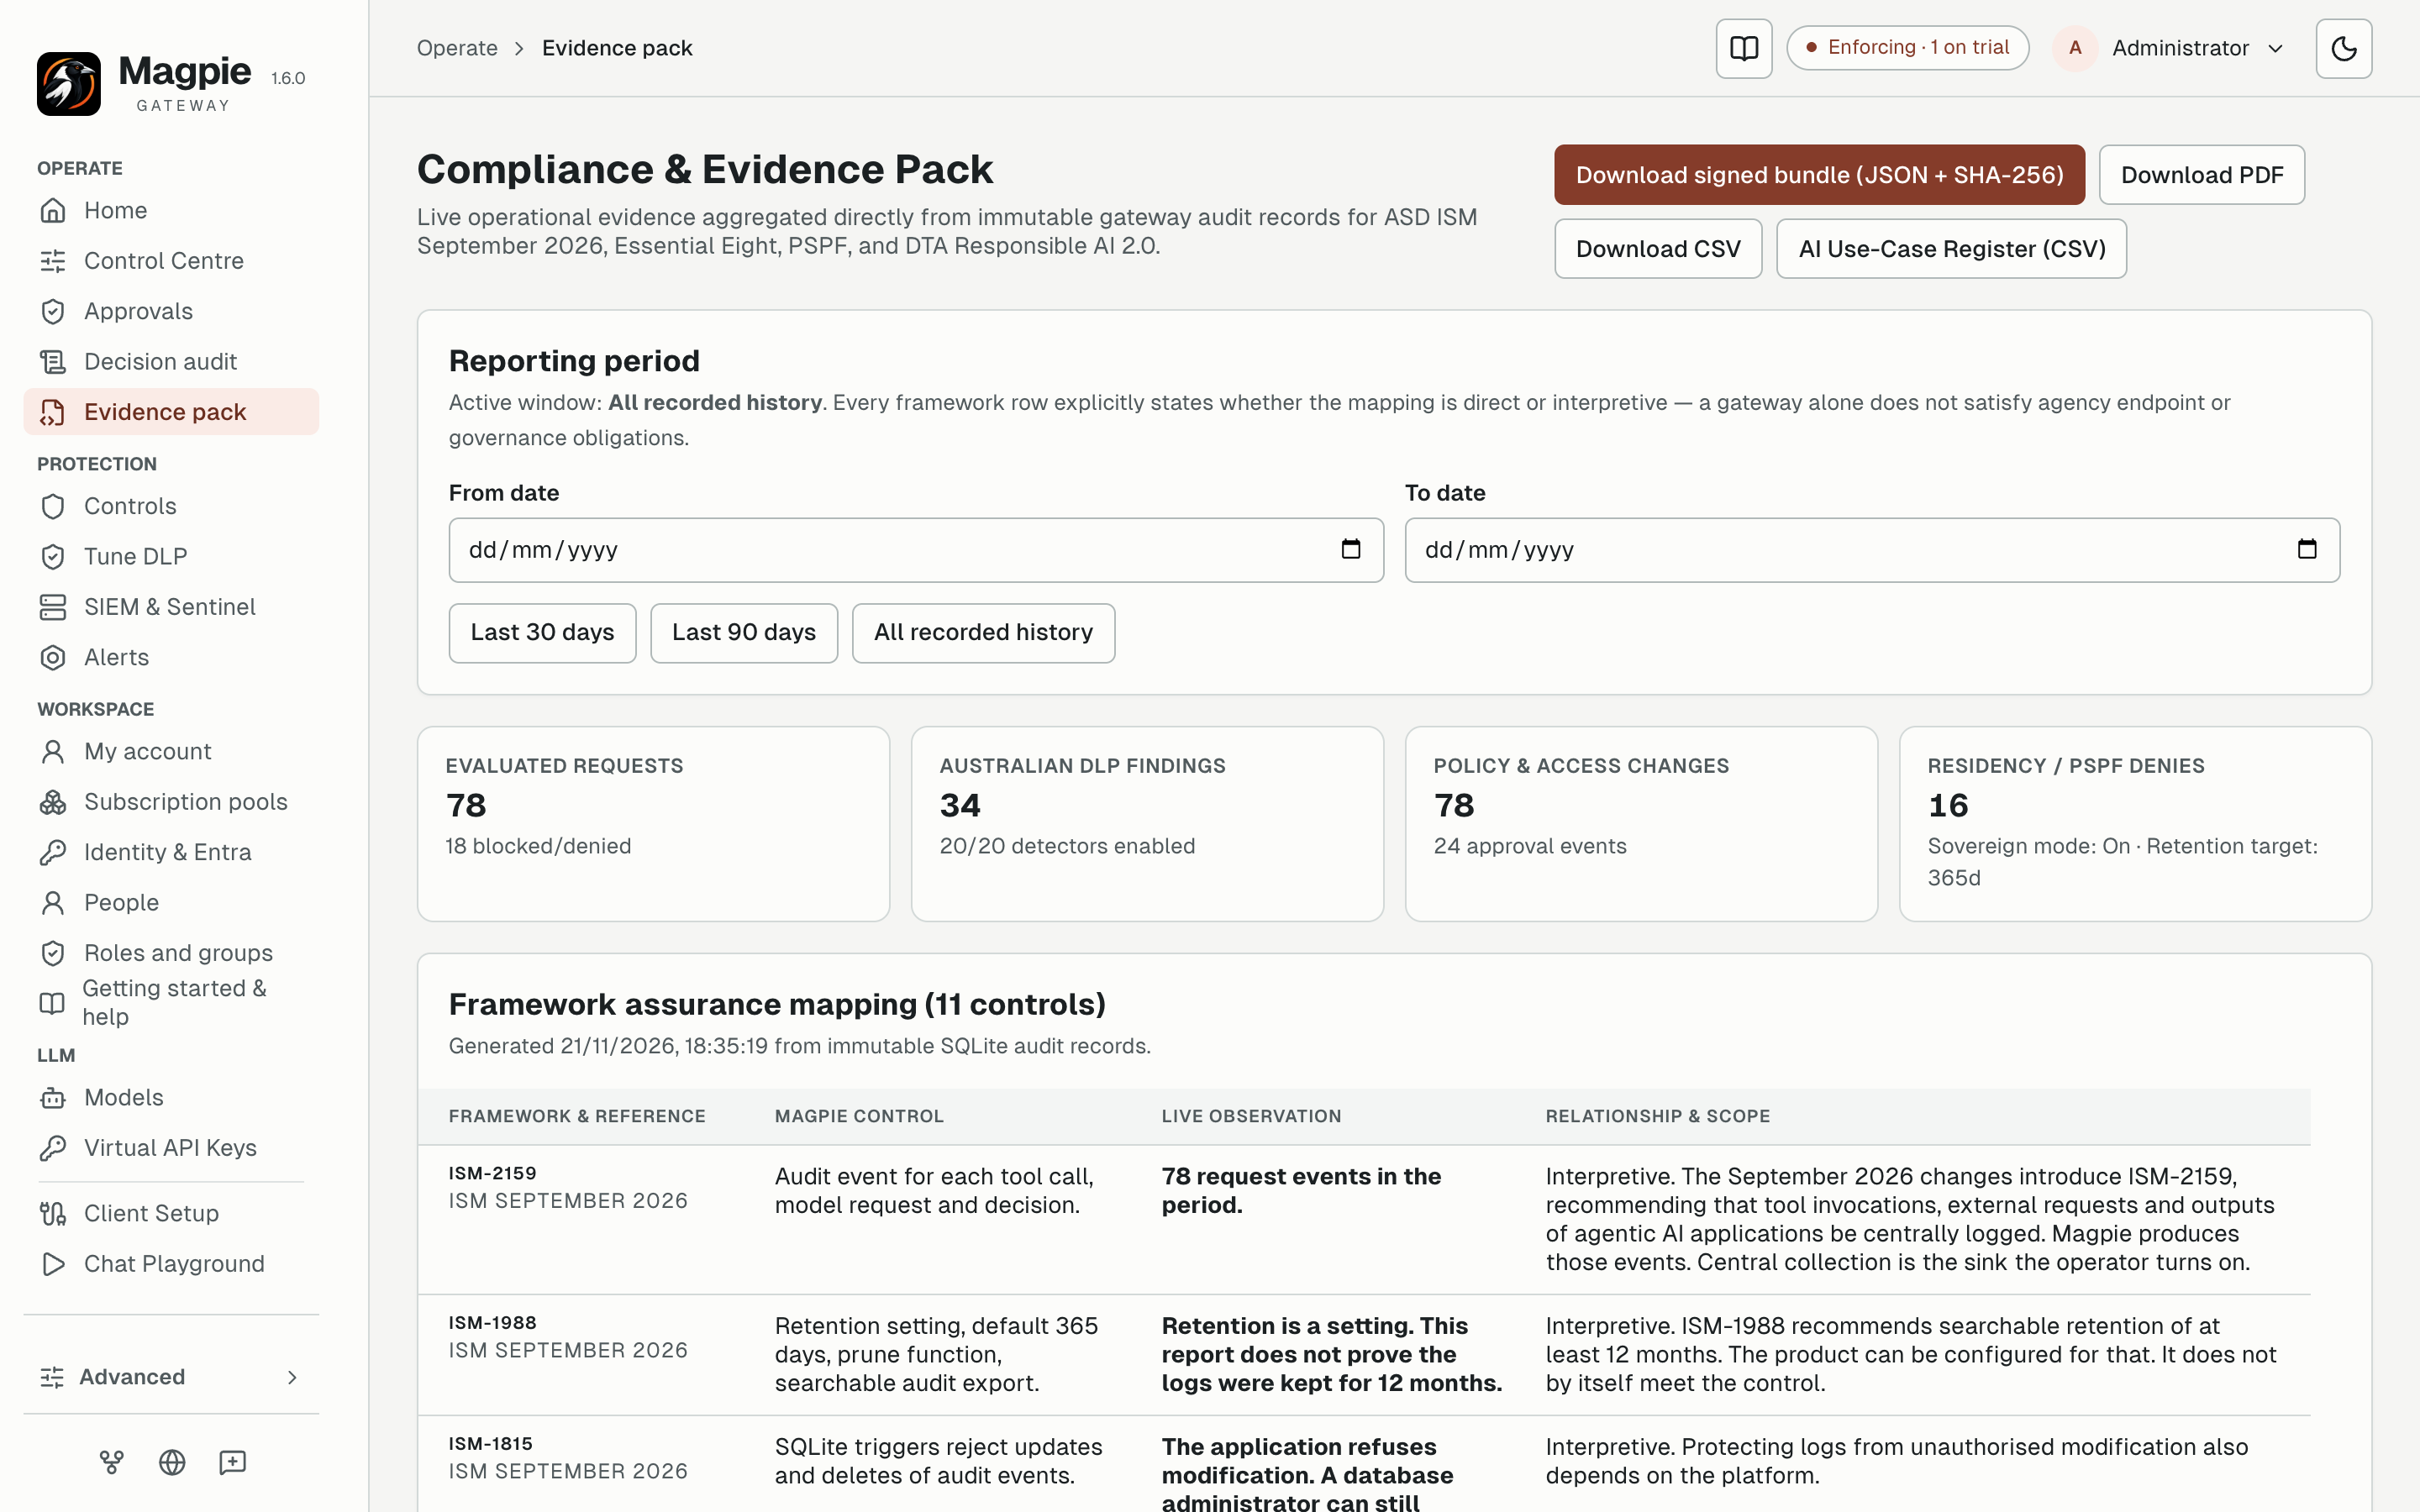 Magpie 1.6.0
GATEWAY
OPERATE
Home
Control Centre
Approvals
Decision audit
Evidence pack
PROTECTION
Controls
Tune DLP
SIEM & Sentinel
Alerts
WORKSPACE
My account
Subscription pools
Identity & Entra
People
Roles and groups
Getting started &
help
LLM
Models
Virtual API Keys
Client Setup
Chat Playground
Advanced
Operate > Evidence pack
Enforcing · 1 on trial
A Administrator
Compliance & Evidence Pack
Live operational evidence aggregated directly from immutable gateway audit records for ASD ISM
September 2026, Essential Eight, PSPF, and DTA Responsible AI 2.0.
Download signed bundle (JSON + SHA-256)
Download PDF
Download CSV
AI Use-Case Register (CSV)
Reporting period
Active window: All recorded history. Every framework row explicitly states whether the mapping is direct or interpretive — a gateway alone does not satisfy agency endpoint or
governance obligations.
From date
dd/mm/yyyy
To date
dd/mm/yyyy
Last 30 days
Last 90 days
All recorded history
EVALUATED REQUESTS
78
18 blocked/denied
AUSTRALIAN DLP FINDINGS
34
20/20 detectors enabled
POLICY & ACCESS CHANGES
78
24 approval events
RESIDENCY / PSPF DENIES
16
Sovereign mode: On · Retention target:
365d
Framework assurance mapping (11 controls)
Generated 21/11/2026, 18:35:19 from immutable SQLite audit records.
FRAMEWORK & REFERENCE
MAGPIE CONTROL
LIVE OBSERVATION
RELATIONSHIP & SCOPE
ISM-2159
ISM SEPTEMBER 2026
Audit event for each tool call,
model request and decision.
78 request events in the
period.
Interpretive. The September 2026 changes introduce ISM-2159,
recommending that tool invocations, external requests and outputs
of agentic AI applications be centrally logged. Magpie produces
those events. Central collection is the sink the operator turns on.
ISM-1988
ISM SEPTEMBER 2026
Retention setting, default 365
days, prune function,
searchable audit export.
Retention is a setting. This
report does not prove the
logs were kept for 12 months.
Interpretive. ISM-1988 recommends searchable retention of at
least 12 months. The product can be configured for that. It does not
by itself meet the control.
ISM-1815
ISM SEPTEMBER 2026
SQLite triggers reject updates
and deletes of audit events.
The application refuses
modification. A database
administrator can still
Interpretive. Protecting logs from unauthorised modification also
depends on the platform.